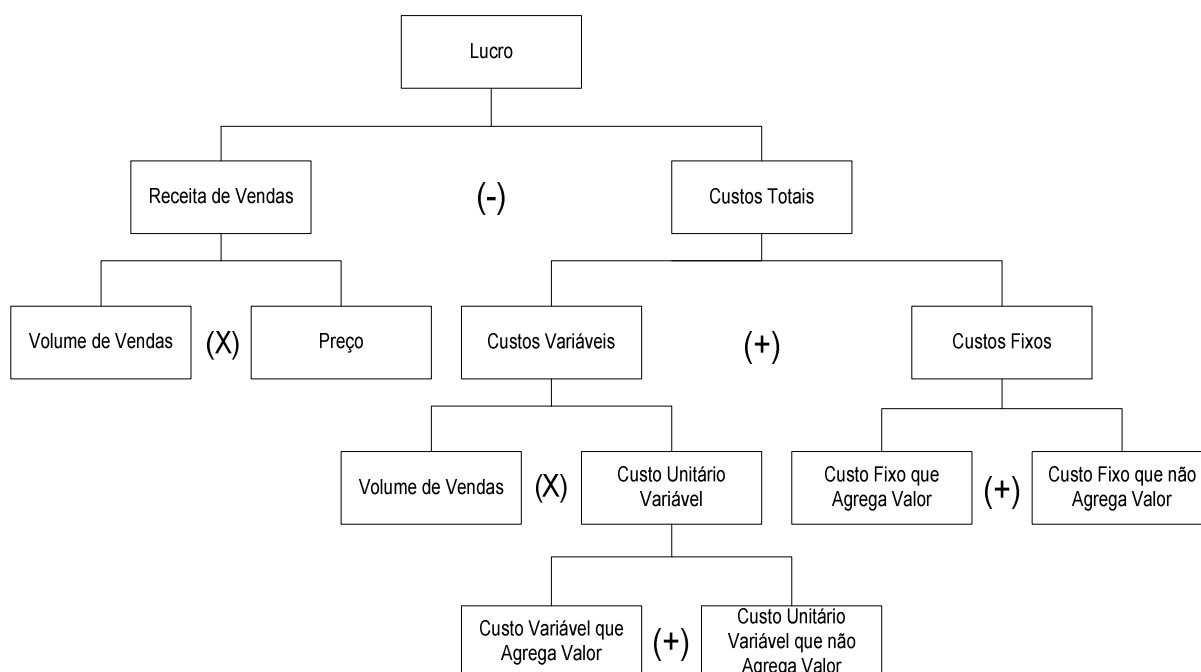 Lucro
Receita de Vendas
(-)
Custos Totais
Volume de Vendas
(X)
Preço
Custos Variáveis
(+)
Custos Fixos
Volume de Vendas
(X)
Custo Unitário
Variável
Custo Fixo que
Agrega Valor
(+)
Custo Fixo que não
Agrega Valor
Custo Variável que
Agrega Valor
(+)
Custo Unitário
Variável que não
Agrega Valor